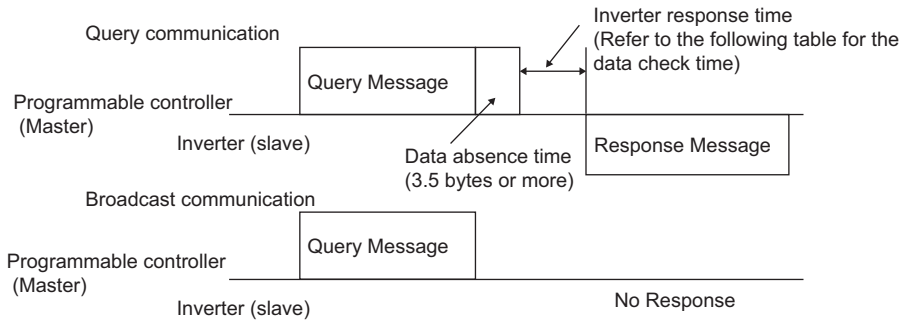 Inverter response time
(Refer to the following table for the
data check time)
Query communication
Query Message
Programmable controller
(Master)
Inverter (slave)
Data absence time
(3.5 bytes or more)
Response Message
Broadcast communication
Query Message
Programmable controller
(Master)
Inverter (slave)
No Response